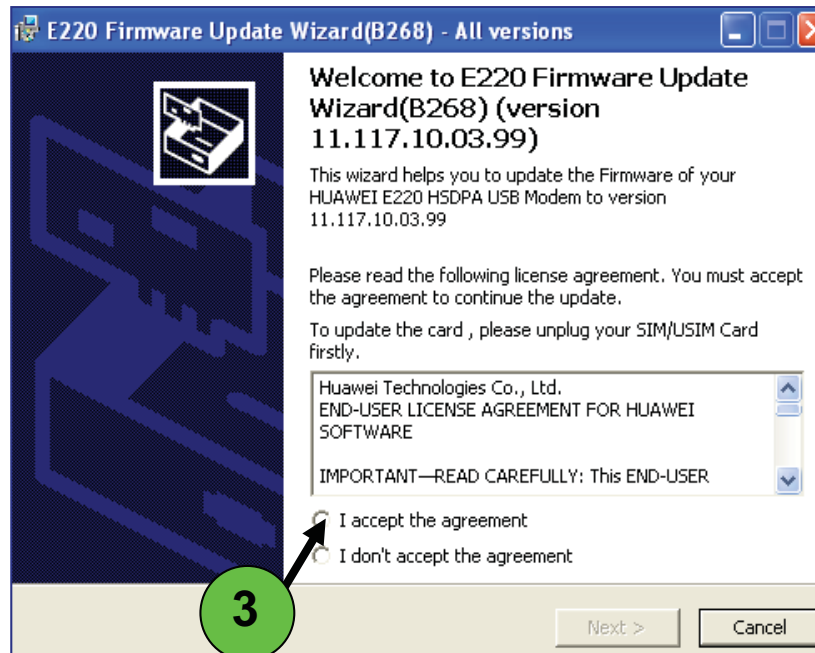 E220 Firmware Update Wizard(B268) - All versions
Welcome to E220 Firmware Update
Wizard(B268) (version
11.117.10.03.99)
This wizard helps you to update the Firmware of your
HUAWEI E220 HSDPA USB Modem to version
11.117.10.03.99
Please read the following license agreement. You must accept
the agreement to continue the update.
To update the card , please unplug your SIM/USIM Card
firstly.
Huawei Technologies Co., Ltd.
END-USER LICENSE AGREEMENT FOR HUAWEI
SOFTWARE
IMPORTANT—READ CAREFULLY: This END-USER
I accept the agreement
I don't accept the agreement
3
Next >
Cancel